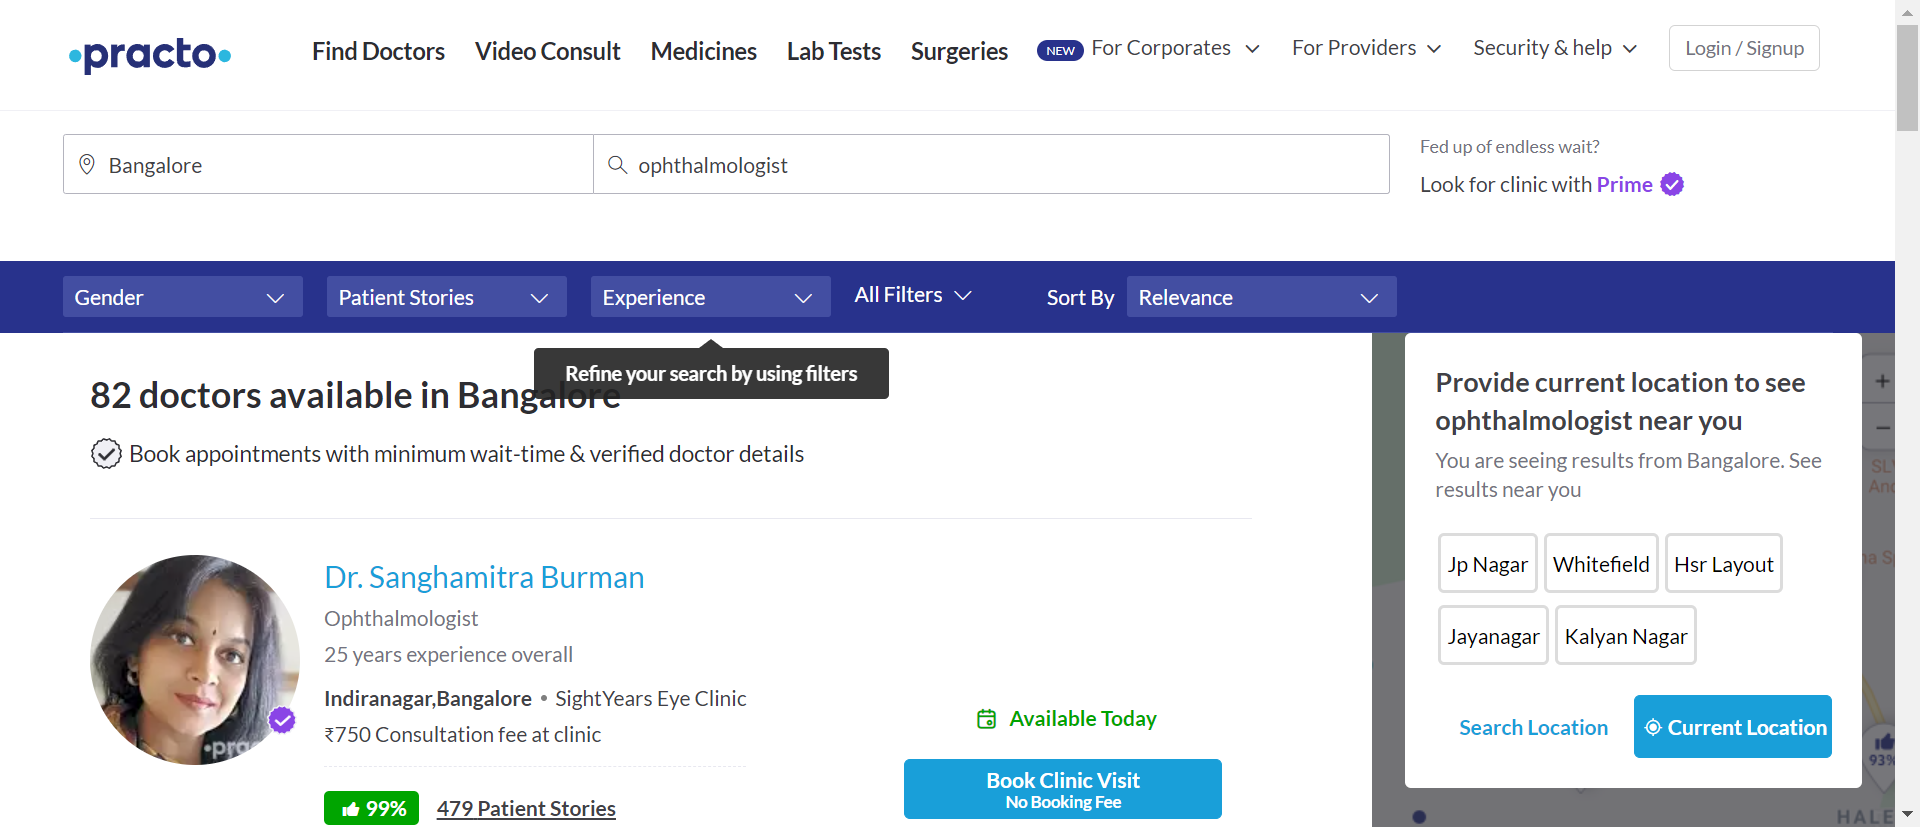 practo
Find Doctors
Video Consult
Medicines
Lab Tests
Surgeries
NEW For Corporates
For Providers
Security & help
Login / Signup
Bangalore
ophthalmologist
Fed up of endless wait?
Look for clinic with Prime
Gender
Patient Stories
Experience
All Filters
Sort By
Relevance
Refine your search by using filters
82 doctors available in Bangalore
Book appointments with minimum wait-time & verified doctor details
Dr. Sanghamitra Burman
Ophthalmologist
25 years experience overall
Indiranagar,Bangalore • SightYears Eye Clinic
₹750 Consultation fee at clinic
99%
479 Patient Stories
Available Today
Book Clinic Visit
No Booking Fee
Provide current location to see
ophthalmologist near you
You are seeing results from Bangalore. See
results near you
Jp Nagar
Whitefield
Hsr Layout
Jayanagar
Kalyan Nagar
Search Location
Current Location
93%